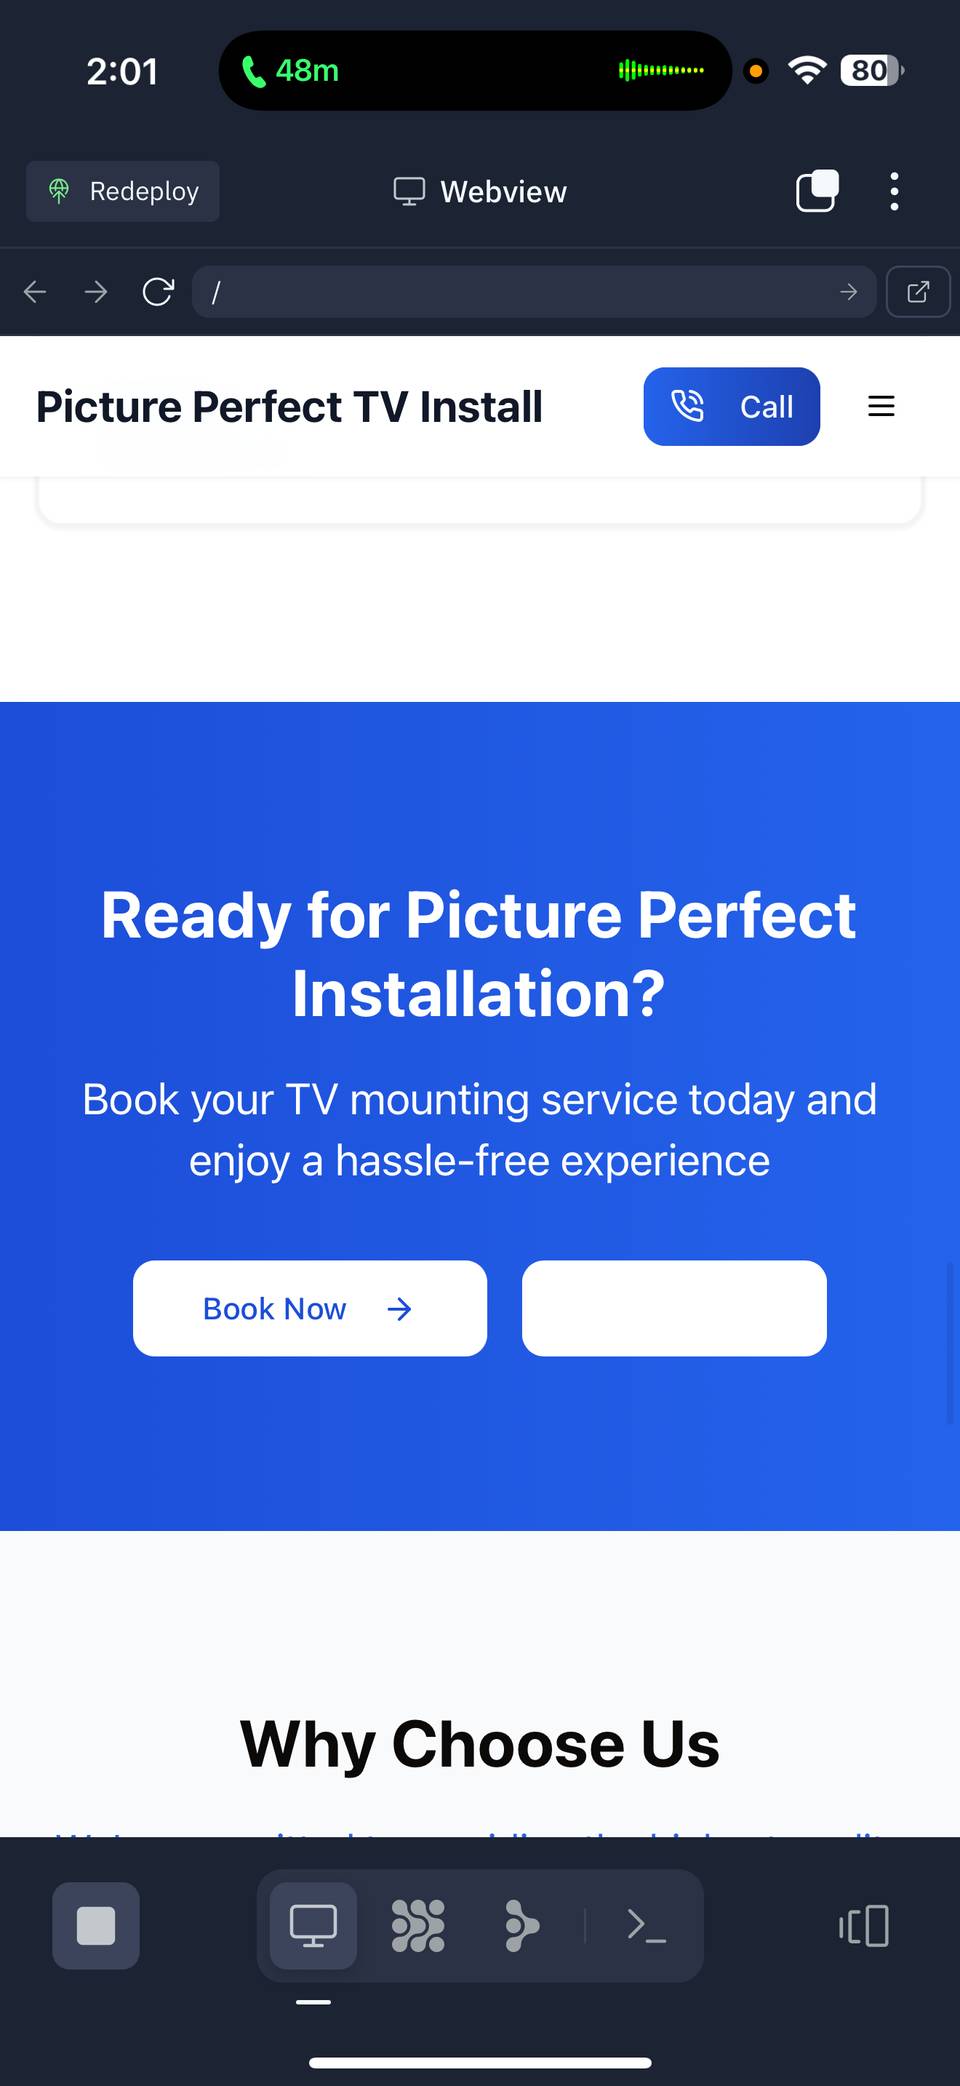 2:01
48m
80
Redeploy
Webview
/
Picture Perfect TV Install
Call
Ready for Picture Perfect
Installation?
Book your TV mounting service today and
enjoy a hassle-free experience
Book Now
Why Choose Us